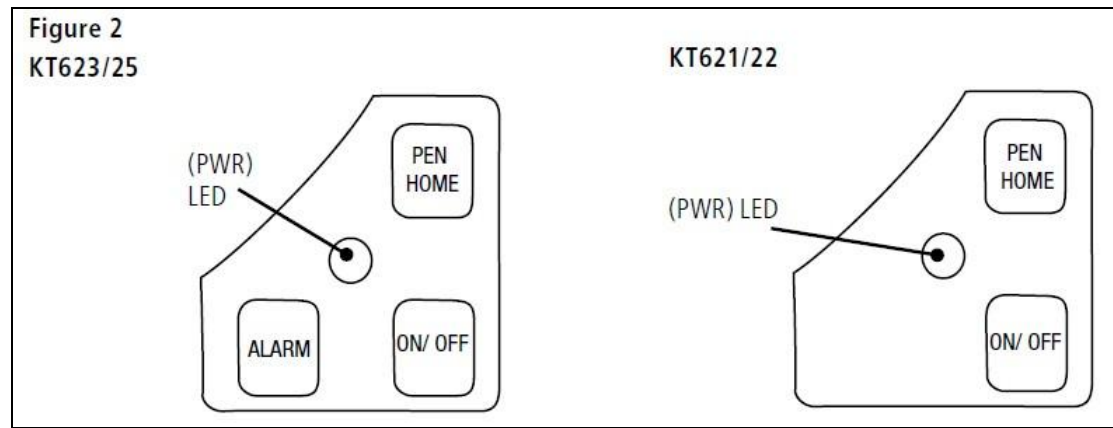 Figure 2
KT623/25
(PWR)
LED
PEN
HOME
ALARM
ON/ OFF
KT621/22
(PWR) LED
PEN
HOME
ON/ OFF